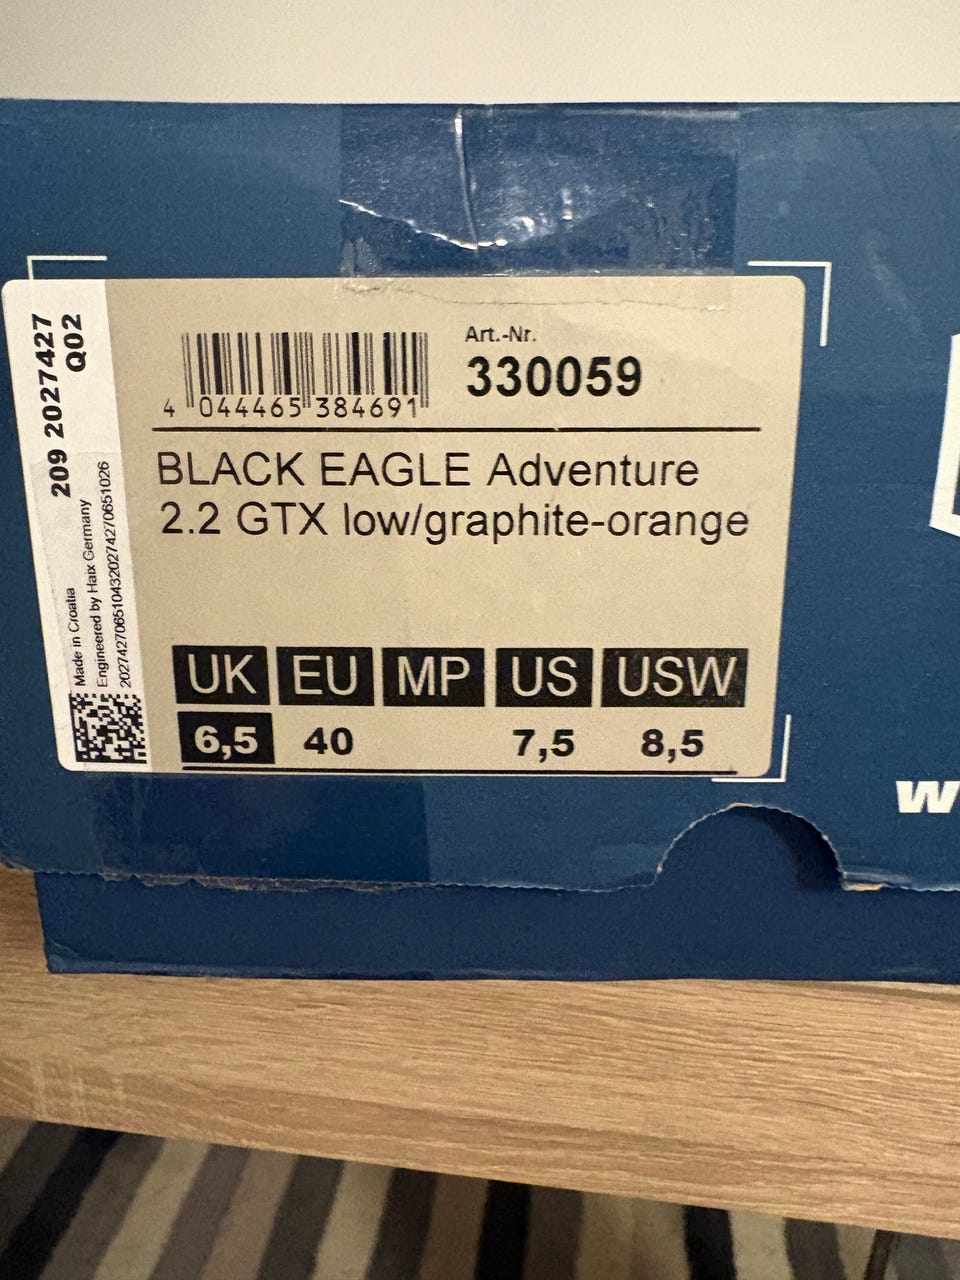 209 2027427
Q02
Made in Croatia
Engineered by Haix Germany
20274270651043202742706510​26
4 044465 384691
Art.-Nr.
330059
BLACK EAGLE Adventure
2.2 GTX low/graphite-orange
UK EU MP US USW
6,5 40 7,5 8,5
w